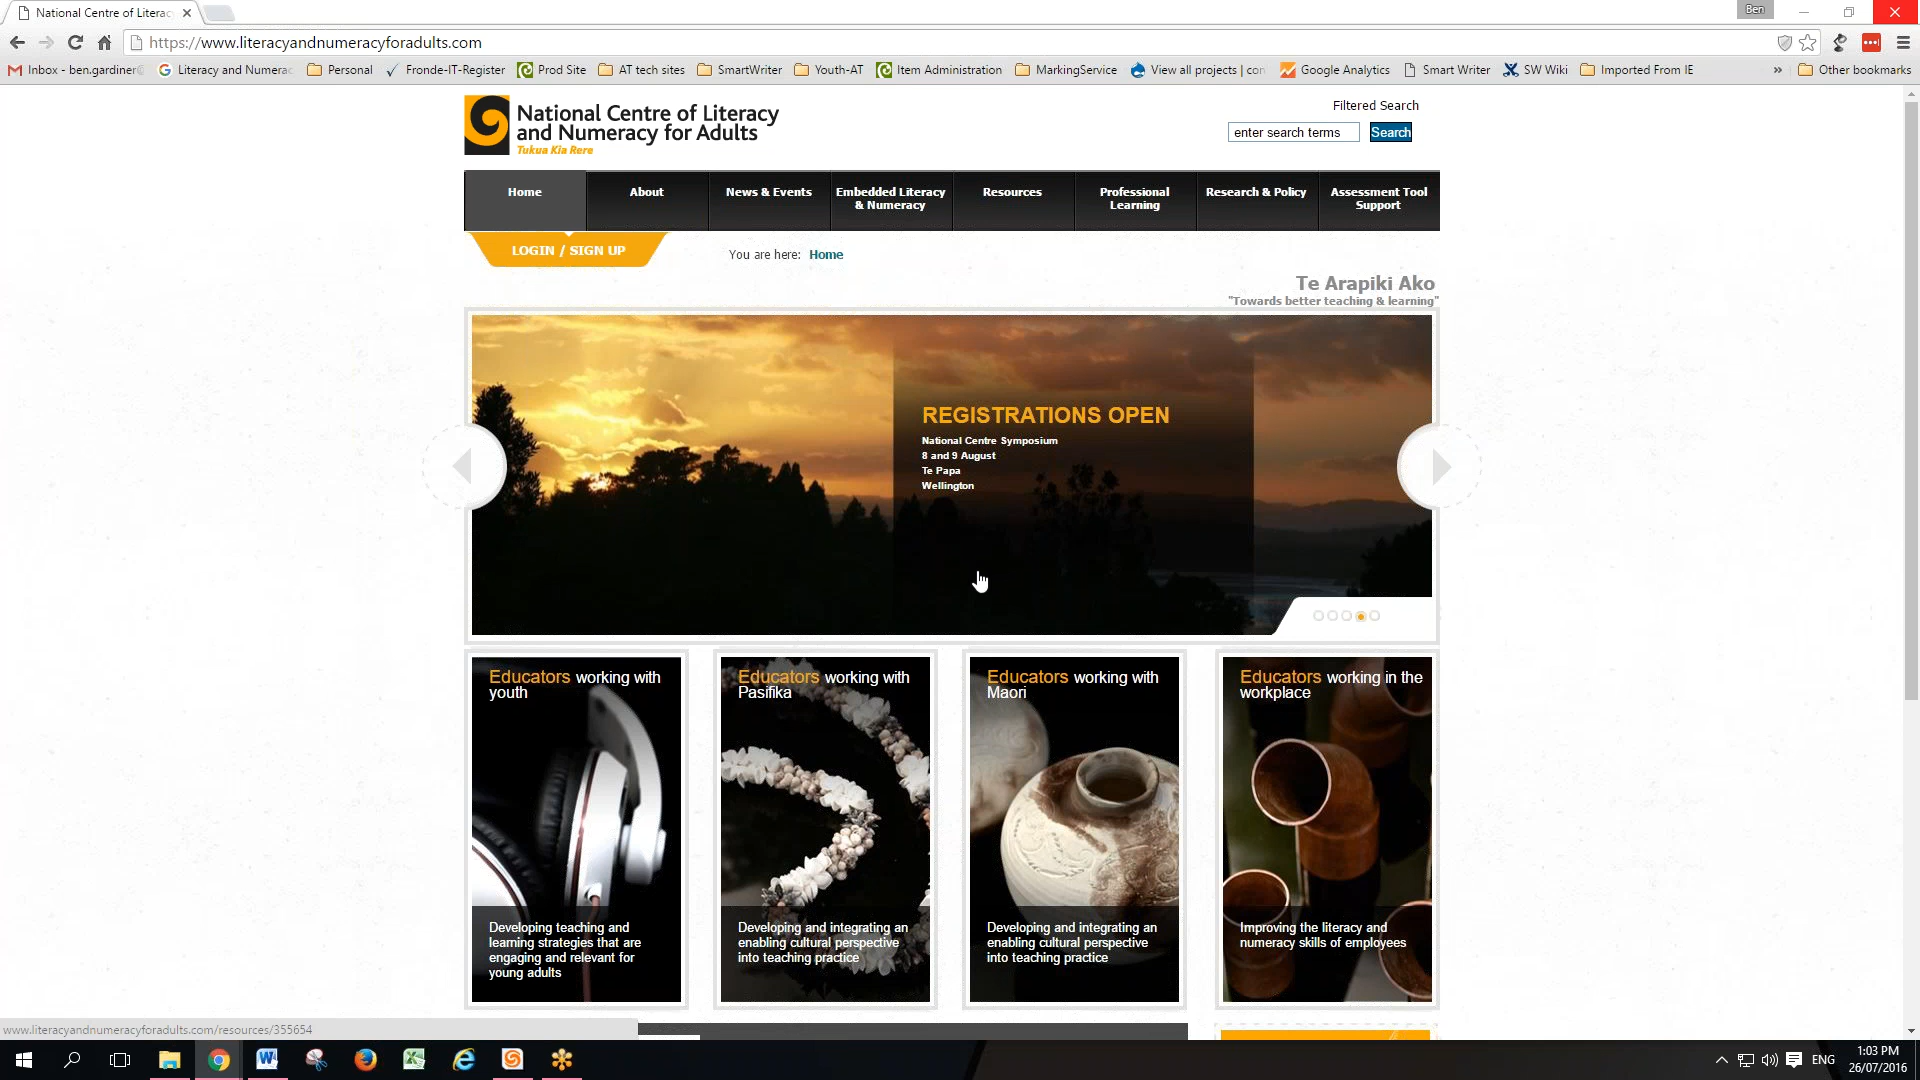 National Centre of Literac
Ben
https://www.literacyandnumeracyforadults.com
Inbox - ben.gardiner@
Literacy and Numerac
Personal
Fronde-IT-Register
Prod Site
AT tech sites
SmartWriter
Youth-AT
Item Administration
MarkingService
View all projects | con
Google Analytics
Smart Writer
SW Wiki
Imported From IE
»
Other bookmarks
National Centre of Literacy
and Numeracy for Adults
Tukua Kia Rere
Filtered Search
enter search terms
Search
Home
About
News & Events
Embedded Literacy
& Numeracy
Resources
Professional
Learning
Research & Policy
Assessment Tool
Support
LOGIN / SIGN UP
You are here: Home
Te Arapiki Ako
"Towards better teaching & learning"
REGISTRATIONS OPEN
National Centre Symposium
8 and 9 August
Te Papa
Wellington
Educators working with
youth
Developing teaching and
learning strategies that are
engaging and relevant for
young adults
Educators working with
Pasifika
Developing and integrating an
enabling cultural perspective
into teaching practice
Educators working with
Maori
Developing and integrating an
enabling cultural perspective
into teaching practice
Educators working in the
workplace
Improving the literacy and
numeracy skills of employees
www.literacyandnumeracyforadults.com/resources/355654
ENG
1:03 PM
26/07/2016